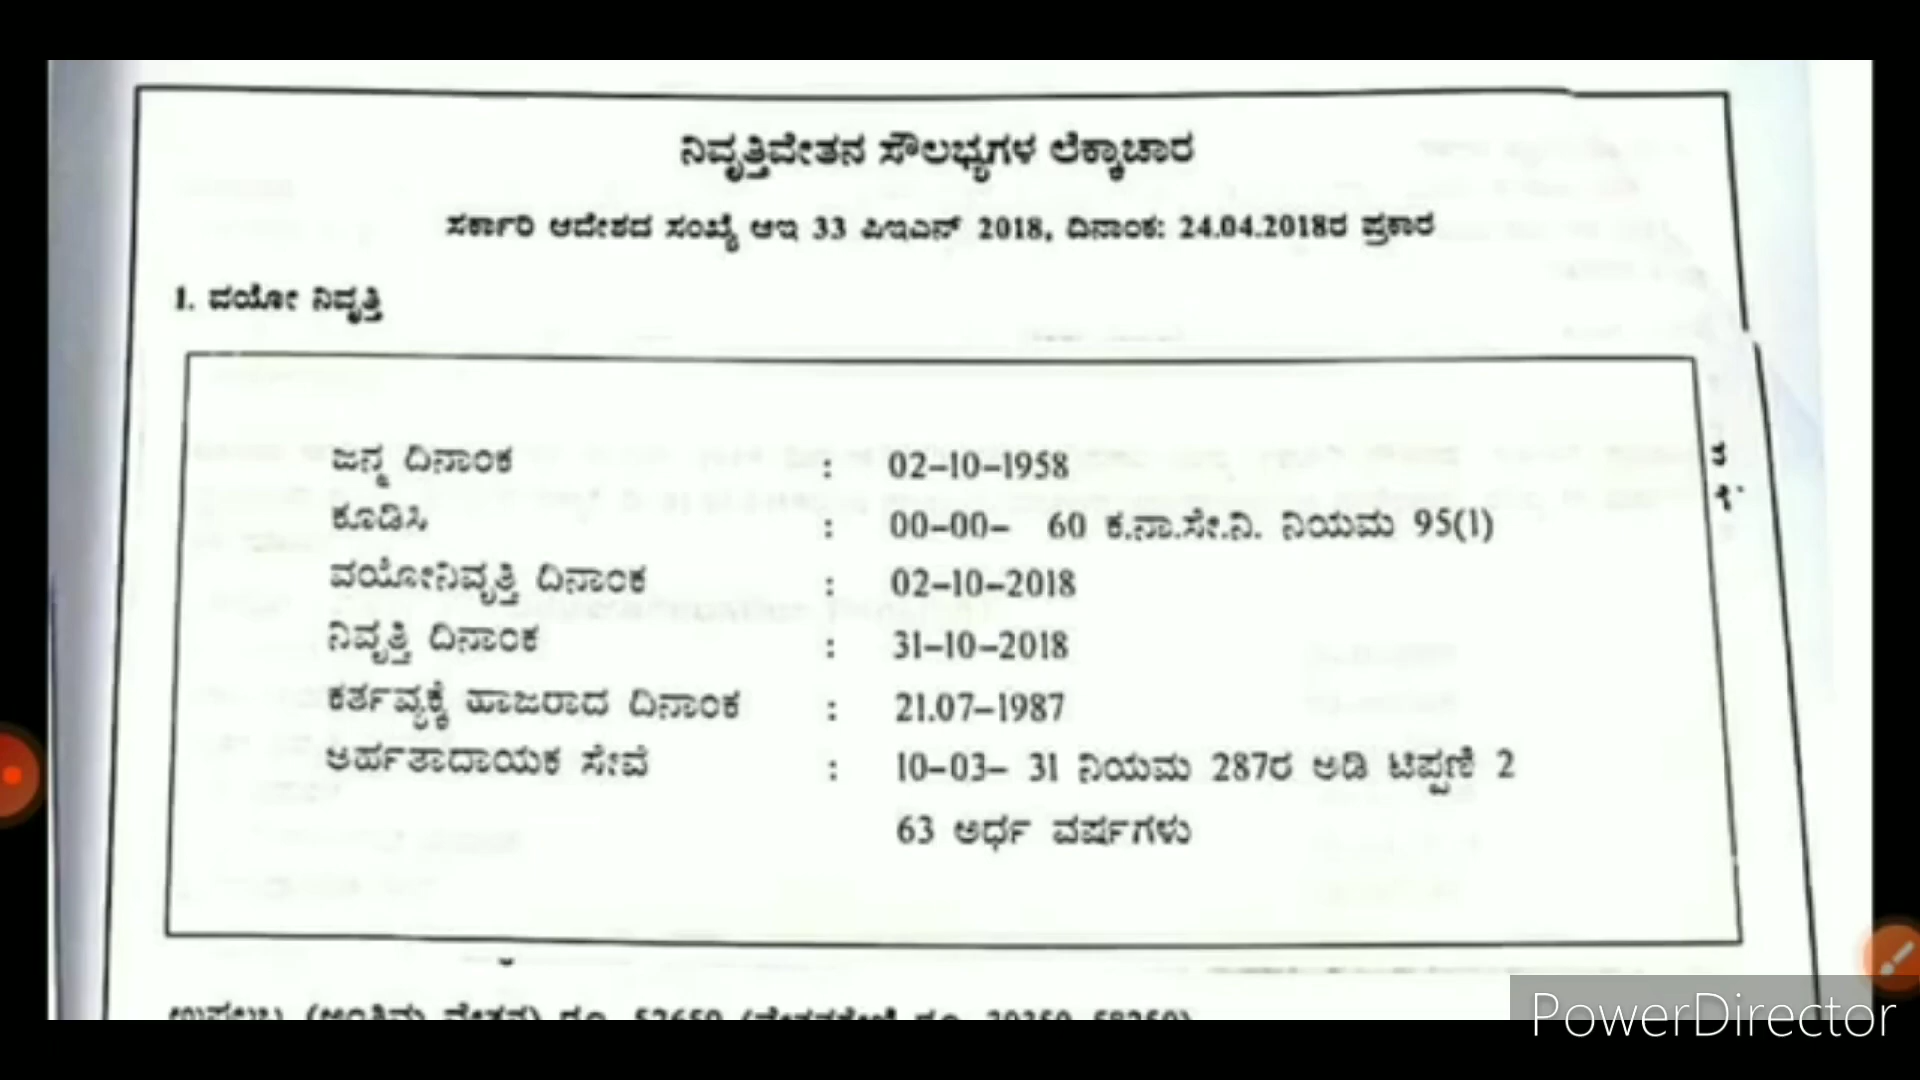 ನಿವೃತ್ತಿವೇತನ ಸೌಲಭ್ಯಗಳ ಲೆಕ್ಕಾಚಾರ
ಸರ್ಕಾರಿ ಆದೇಶದ ಸಂಖ್ಯೆ ಆಇ 33 ಪಿಇಎನ್ 2018, ದಿನಾಂಕ: 24.04.2018ರ ಪ್ರಕಾರ
1. ವಯೋ ನಿವೃತ್ತಿ
ಜನ್ಮ ದಿನಾಂಕ : 02-10-1958
ಕೂಡಿಸಿ : 00-00- 60 ಕ.ನಾ.ಸೇ.ನಿ. ನಿಯಮ 95(1)
ವಯೋನಿವೃತ್ತಿ ದಿನಾಂಕ : 02-10-2018
ನಿವೃತ್ತಿ ದಿನಾಂಕ : 31-10-2018
ಕರ್ತವ್ಯಕ್ಕೆ ಹಾಜರಾದ ದಿನಾಂಕ : 21.07-1987
ಅರ್ಹತಾದಾಯಕ ಸೇವೆ : 10-03- 31 ನಿಯಮ 287ರ ಅಡಿ ಟಿಪ್ಪಣಿ 2
63 ಅರ್ಧ ವರ್ಷಗಳು
PowerDirector